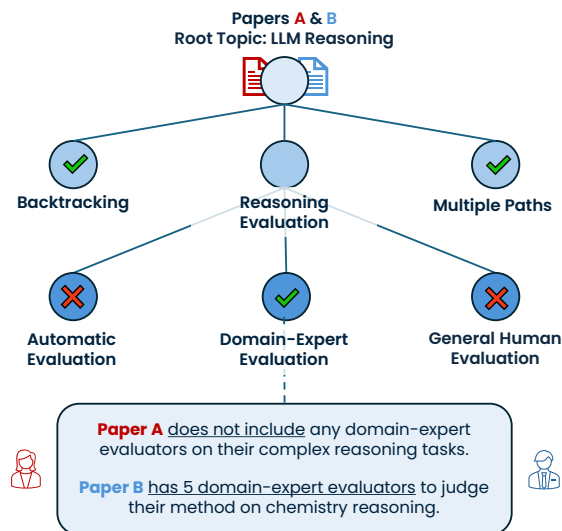 Papers A & B
Root Topic: LLM Reasoning
Backtracking
Reasoning
Evaluation
Multiple Paths
Automatic
Evaluation
Domain-Expert
Evaluation
General Human
Evaluation
Paper A does not include any domain-expert
evaluators on their complex reasoning tasks.
Paper B has 5 domain-expert evaluators to judge
their method on chemistry reasoning.